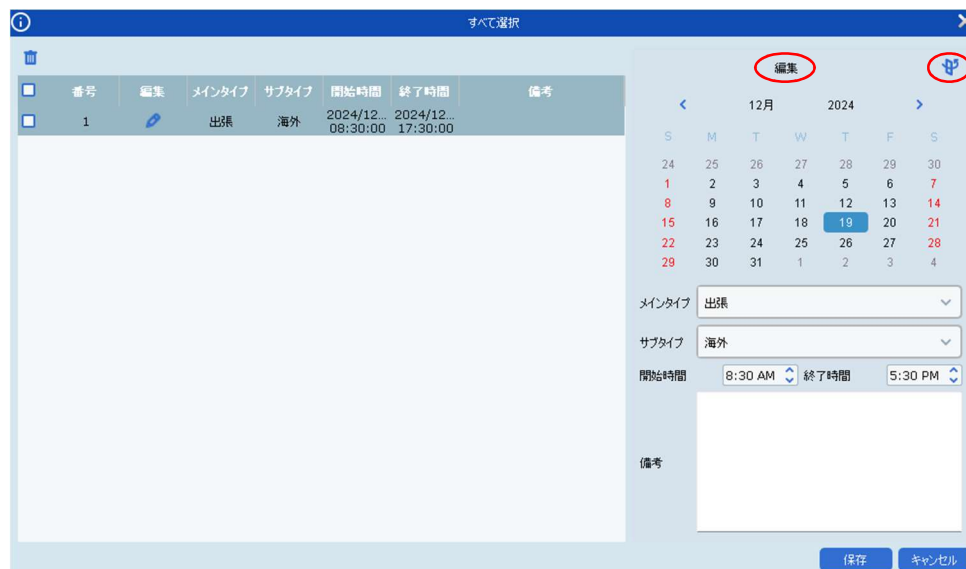 すべて選択
番号 編集 メインタイプ サブタイプ 開始時間 終了時間 備考
1 出張 海外 2024/12... 08:30:00 2024/12... 17:30:00
編集
12月 2024
S M T W T F S
24 25 26 27 28 29 30
1 2 3 4 5 6 7
8 9 10 11 12 13 14
15 16 17 18 19 20 21
22 23 24 25 26 27 28
29 30 31 1 2 3 4
メインタイプ 出張
サブタイプ 海外
開始時間 8:30 AM 終了時間 5:30 PM
備考
保存 キャンセル